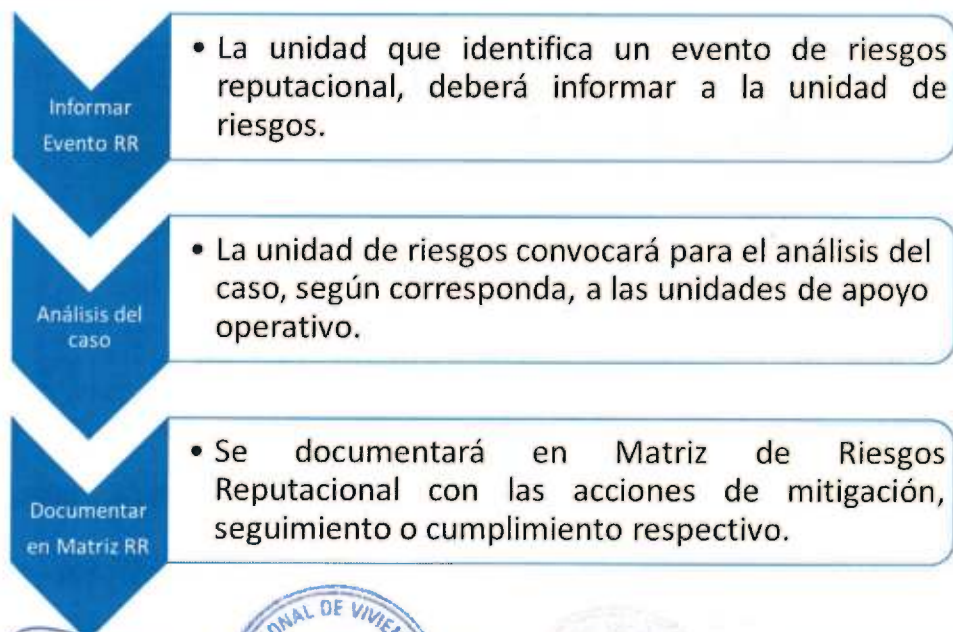 Informar
Evento RR
• La unidad que identifica un evento de riesgos
reputacional, deberá informar a la unidad de
riesgos.
Análisis del
caso
• La unidad de riesgos convocará para el análisis del
caso, según corresponda, a las unidades de apoyo
operativo.
Documentar
en Matriz RR
• Se documentará en Matriz de Riesgos
Reputacional con las acciones de mitigación,
seguimiento o cumplimiento respectivo.
DE